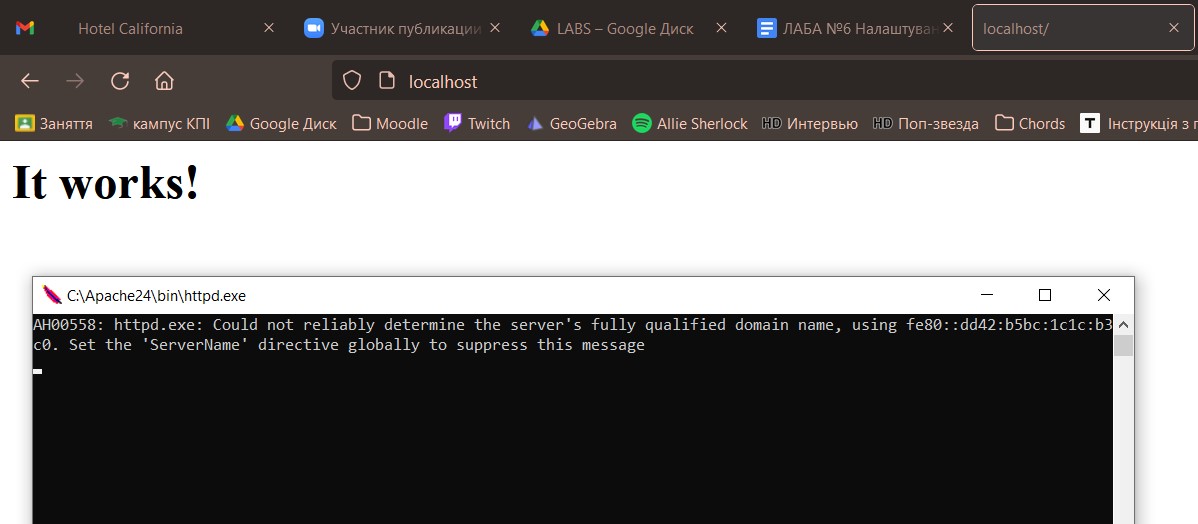 Hotel California
Участник публикации
LABS – Google Диск
ЛАБА №6 Налаштуван
localhost/
localhost
Заняття
кампус КПІ
Google Диск
Moodle
Twitch
GeoGebra
Allie Sherlock
HD Интервью
HD Поп-звезда
Chords
T Інструкція з
It works!
C:\Apache24\bin\httpd.exe
AH00558: httpd.exe: Could not reliably determine the server's fully qualified domain name, using fe80::dd42:b5bc:1c1c:b3
c0. Set the 'ServerName' directive globally to suppress this message